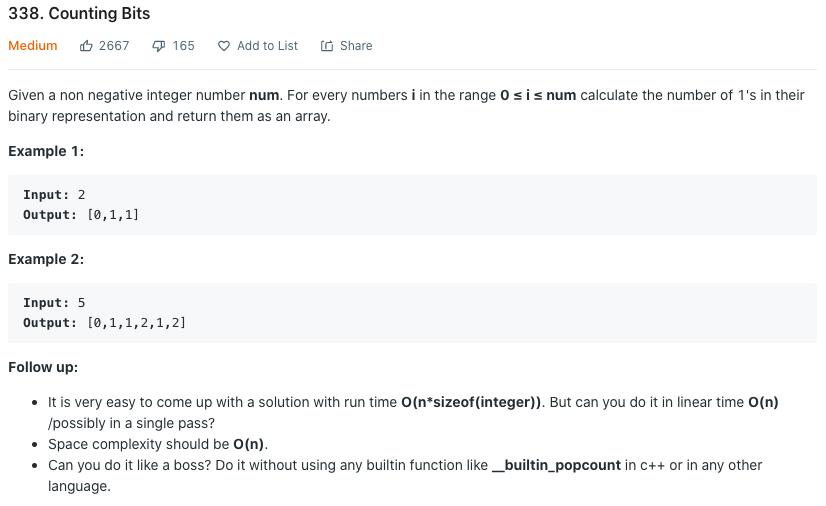 338. Counting Bits
Medium 2667 165 Add to List Share
Given a non negative integer number num. For every numbers i in the range 0 ≤ i ≤ num calculate the number of 1's in their
binary representation and return them as an array.
Example 1:
Input: 2
Output: [0,1,1]
Example 2:
Input: 5
Output: [0,1,1,2,1,2]
Follow up:
• It is very easy to come up with a solution with run time O(n*sizeof(integer)). But can you do it in linear time O(n)
/possibly in a single pass?
• Space complexity should be O(n).
• Can you do it like a boss? Do it without using any builtin function like __builtin_popcount in c++ or in any other
language.